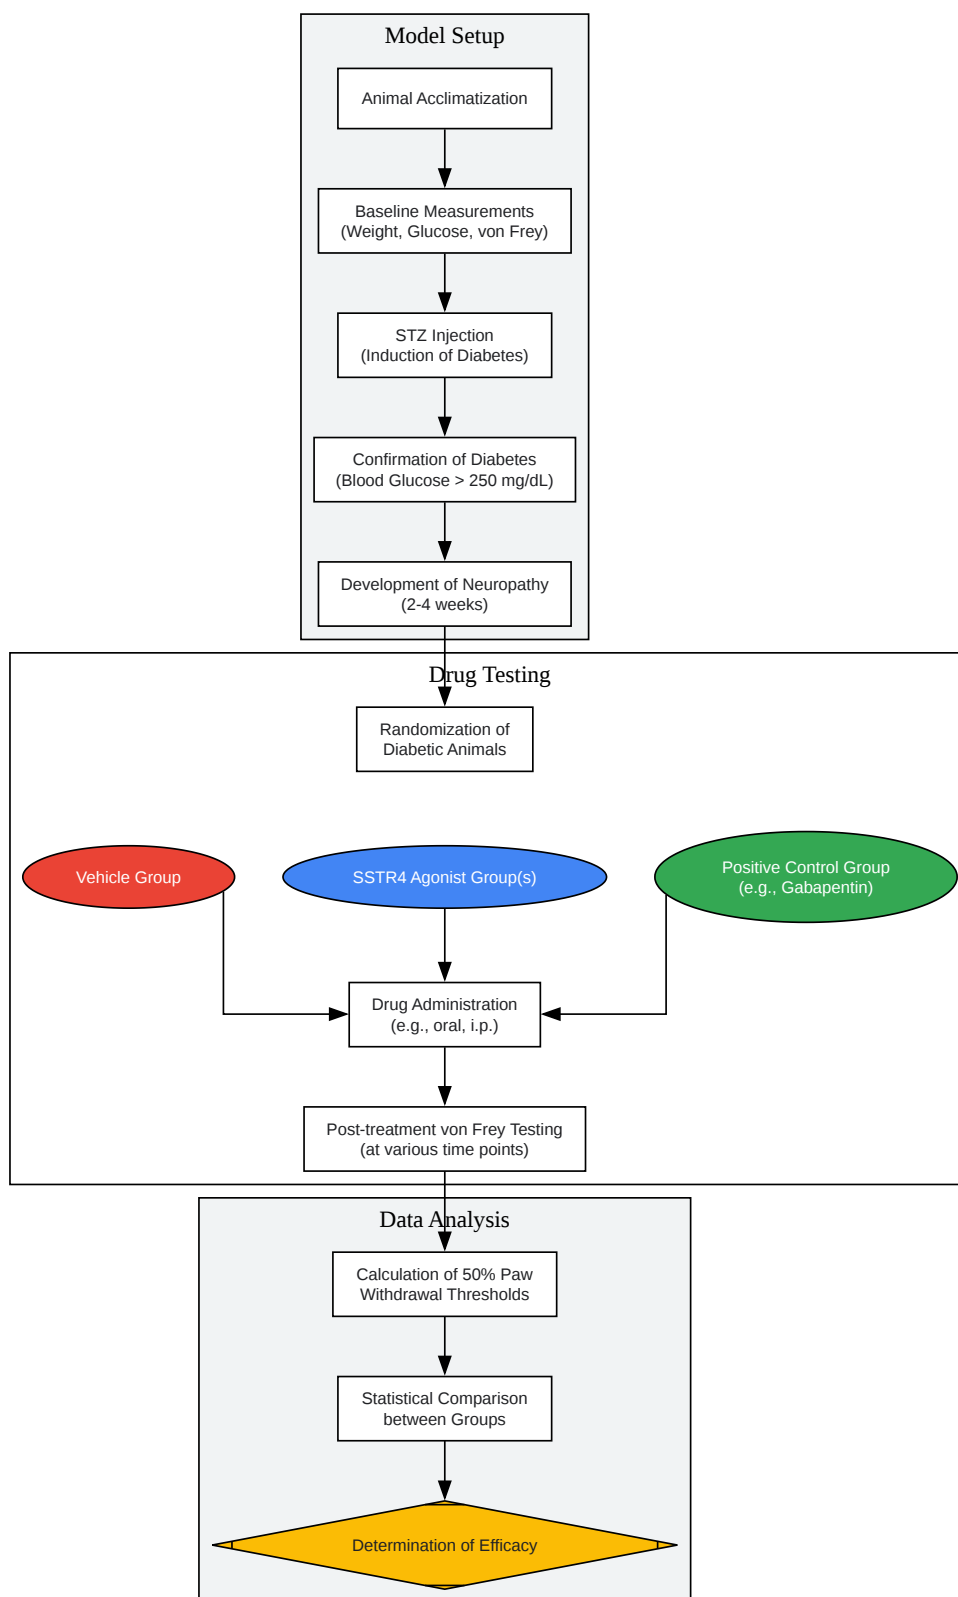 Model Setup
Animal Acclimatization
Baseline Measurements
(Weight, Glucose, von Frey)
STZ Injection
(Induction of Diabetes)
Confirmation of Diabetes
(Blood Glucose > 250 mg/dL)
Development of Neuropathy
(2-4 weeks)
Drug Testing
Randomization of
Diabetic Animals
Vehicle Group
SSTR4 Agonist Group(s)
Positive Control Group
(e.g., Gabapentin)
Drug Administration
(e.g., oral, i.p.)
Post-treatment von Frey Testing
(at various time points)
Data Analysis
Calculation of 50% Paw
Withdrawal Thresholds
Statistical Comparison
between Groups
Determination of Efficacy